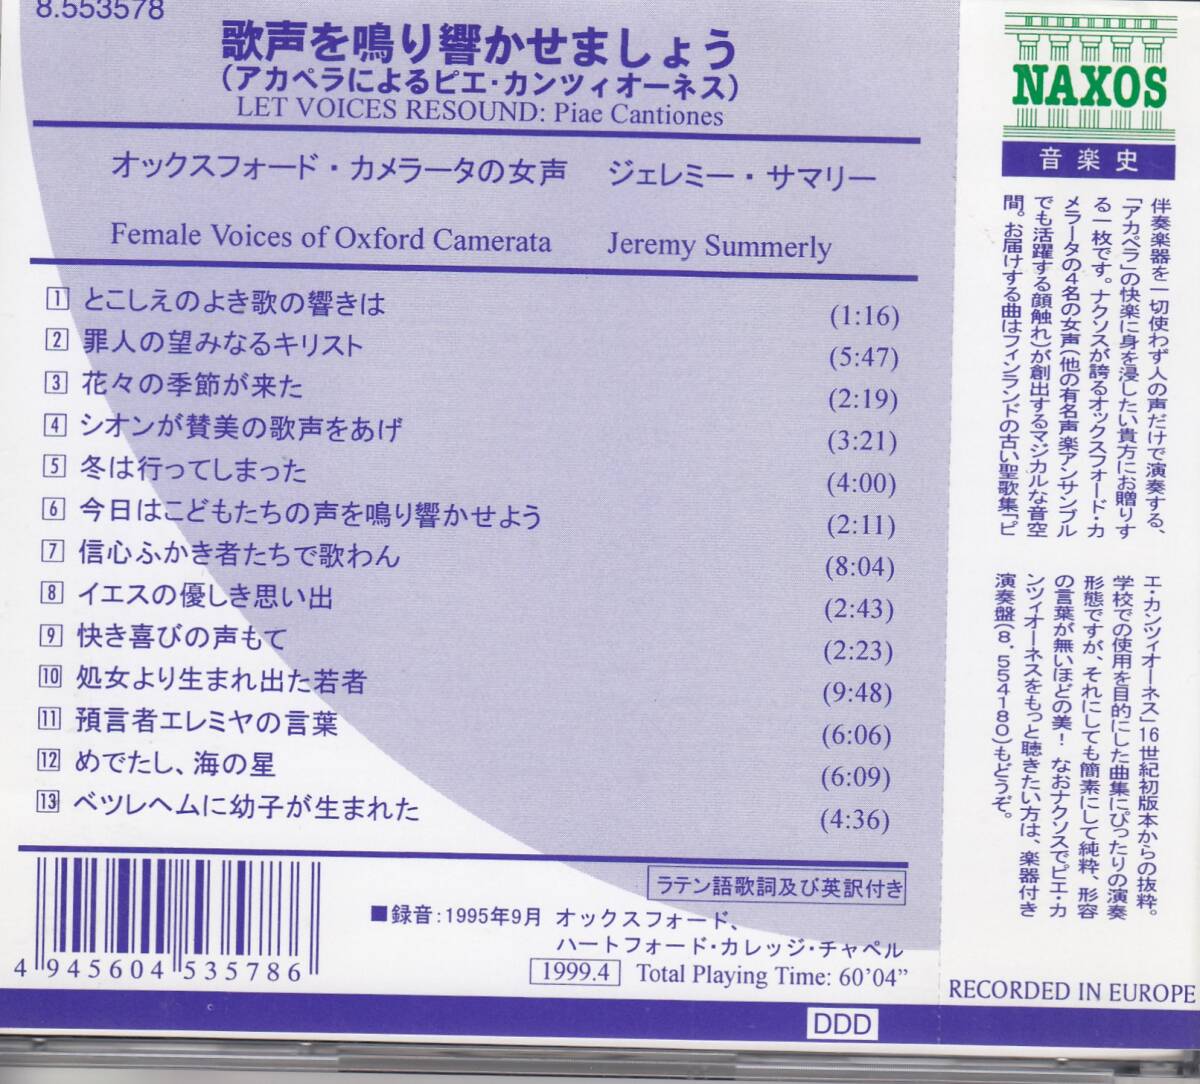 8.553578
歌声を鳴り響かせましょう
(アカペラによるピエ・カンツィオーネス)
LET VOICES RESOUND: Piae Cantiones
オックスフォード・カメラータの女声 ジェレミー・サマリー
Female Voices of Oxford Camerata Jeremy Summerly
1 とこしえのよき歌の響きは (1:16)
2 罪人の望みなるキリスト (5:47)
3 花々の季節が来た (2:19)
4 シオンが賛美の歌声をあげ (3:21)
5 冬は行ってしまった (4:00)
6 今日はこどもたちの声を鳴り響かせよう (2:11)
7 信心ふかき者たちで歌わん (8:04)
8 イエスの優しき思い出 (2:43)
9 快き喜びの声もて (2:23)
10 処女より生まれ出た若者 (9:48)
11 預言者エレミヤの言葉 (6:06)
12 めでたし、海の星 (6:09)
13 ベツレヘムに幼子が生まれた (4:36)
ラテン語歌詞及び英訳付き
■録音:1995年9月 オックスフォード、
ハートフォード・カレッジ・チャペル
1999.4 Total Playing Time: 60'04"
4 945604 535786
DDD
NAXOS
音楽史
伴奏楽器を一切使わず人の声だけで演奏する、
「アカペラ」の快楽に身を浸したい貴方にお贈りす
る一枚です。ナクソスが誇るオックスフォード・カ
メラータの4名の女声(他の有名声楽アンサンブル
でも活躍する顔触れ)が創出するマジカルな音空
間。お届けする曲はフィンランドの古い聖歌集「ピ
エ・カンツィオーネス」16世紀初版本からの抜粋。
学校での使用を目的にした曲集にぴったりの演奏
形態ですが、それにしても簡素にして純粋、形容
の言葉が無いほどの美! なおナクソスでピエ・カ
ンツィオーネスをもっと聴きたい方は、楽器付き
演奏盤(8.554180)もどうぞ。
RECORDED IN EUROPE